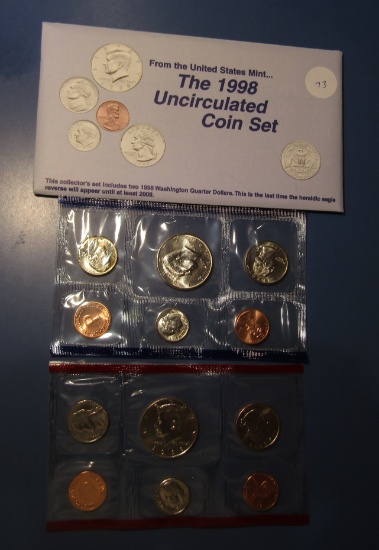 From the United States Mint...
The 1998
Uncirculated
Coin Set
This collector's set includes two 1998 Washington Quarter Dollars. This is the last time the heraldic eagle
reverse will appear until at least 2009.